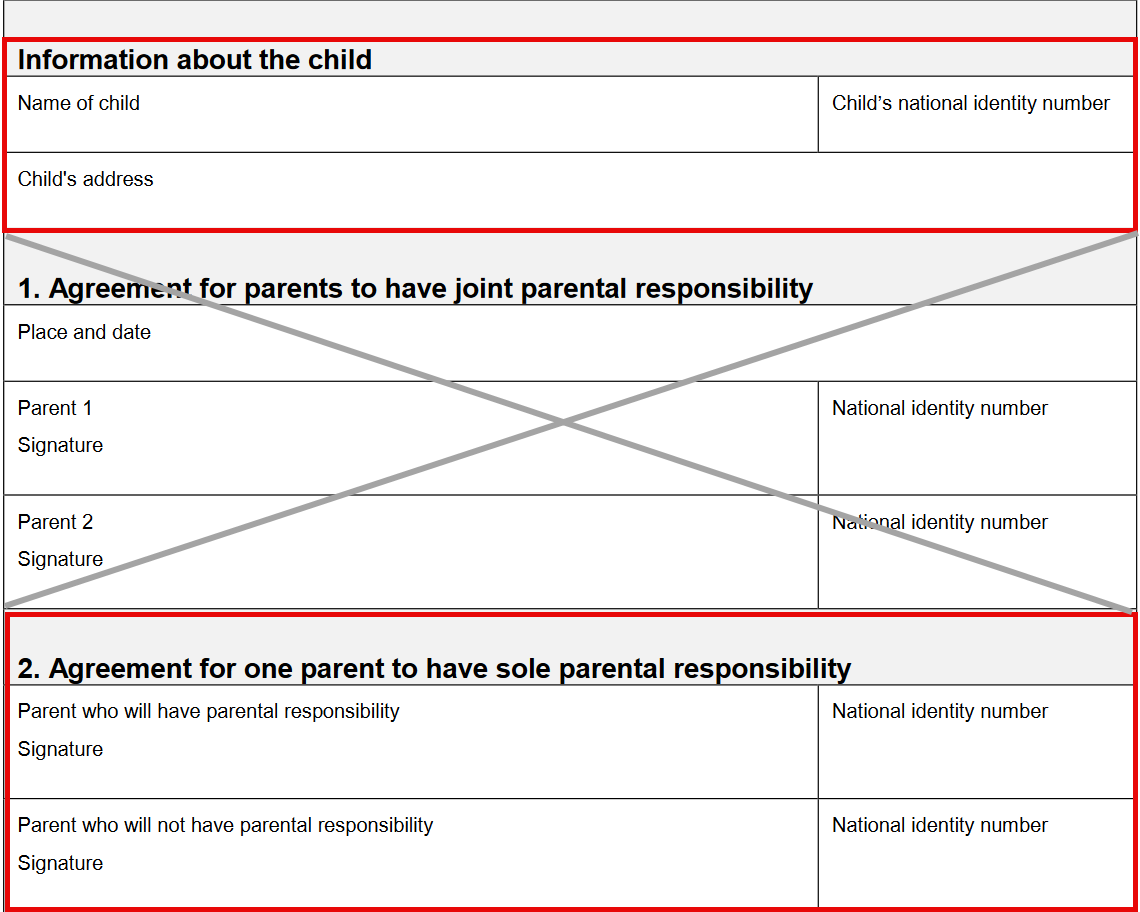 Information about the child
Name of child
Child’s national identity number
Child's address
1. Agreement for parents to have joint parental responsibility
Place and date
Parent 1
National identity number
Signature
Parent 2
National identity number
Signature
2. Agreement for one parent to have sole parental responsibility
Parent who will have parental responsibility
National identity number
Signature
Parent who will not have parental responsibility
National identity number
Signature